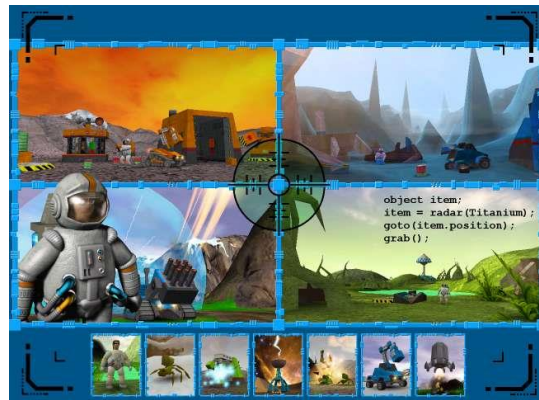 object item;
item = radar(Titanium);
goto(item.position);
grab();